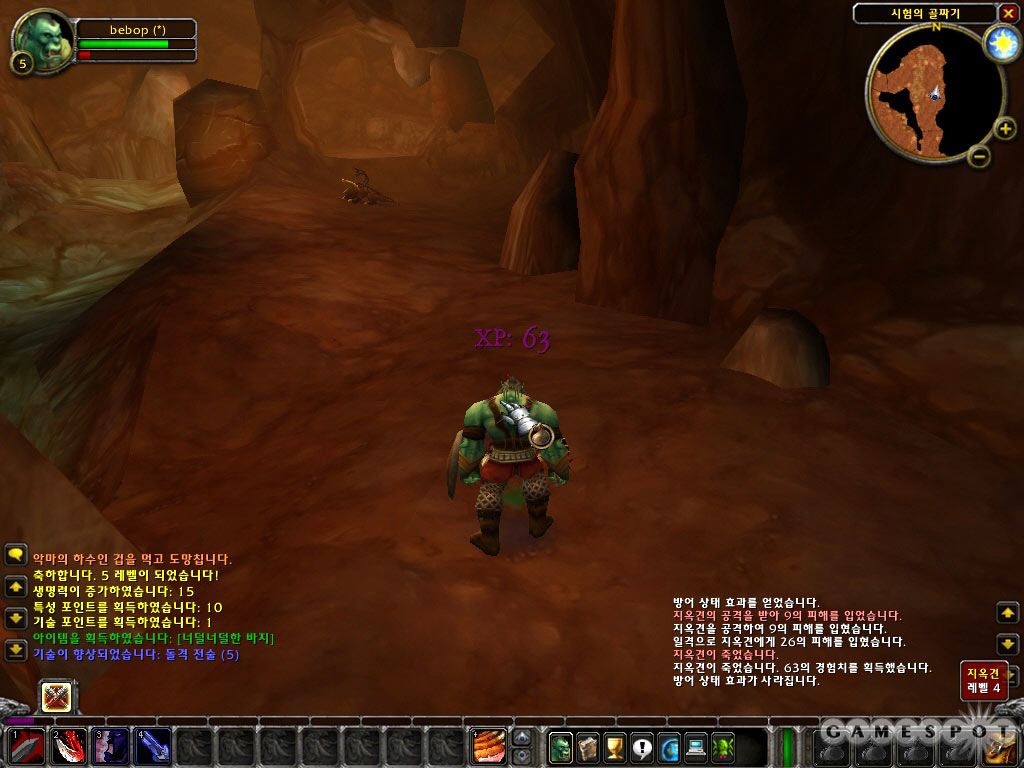 bebop (*)
5
시험의 골짜기
N
XP: 63
악마의 하수인 겁을 먹고 도망칩니다.
축하합니다. 5 레벨이 되었습니다!
생명력이 증가하였습니다: 15
특성 포인트를 획득하였습니다: 10
기술 포인트를 획득하였습니다: 1
아이템을 획득하였습니다: [너덜너덜한 바지]
기술이 향상되었습니다: 돌격 전술 (5)
방어 상태 효과를 얻었습니다.
지옥견의 공격을 받아 9의 피해를 입었습니다.
지옥견을 공격하여 9의 피해를 입혔습니다.
일격으로 지옥견에게 26의 피해를 입혔습니다.
지옥견이 죽었습니다.
지옥견이 죽었습니다. 63의 경험치를 획득했습니다.
방어 상태 효과가 사라집니다.
지옥견
레벨 4
2
3
4
GAMESPOT